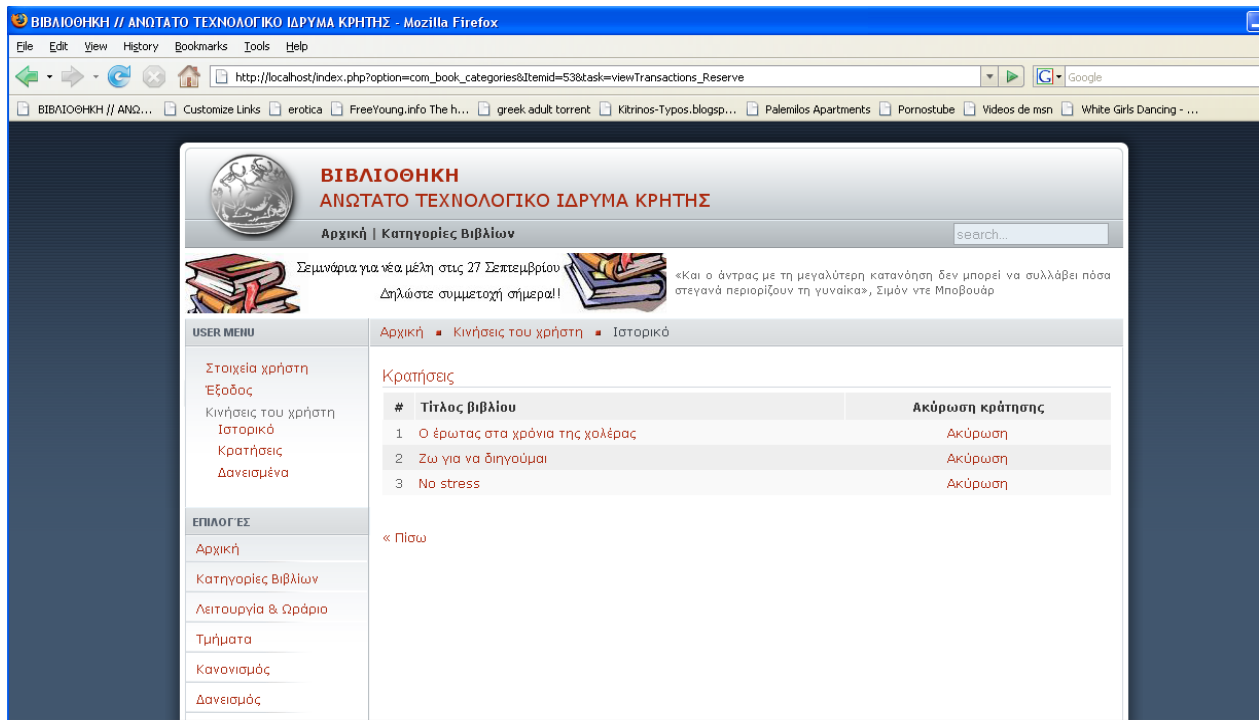 ΒΙΒΛΙΟΘΗΚΗ // ΑΝΩΤΑΤΟ ΤΕΧΝΟΛΟΓΙΚΟ ΙΔΡΥΜΑ ΚΡΗΤΗΣ - Mozilla Firefox
File Edit View History Bookmarks Tools Help
http://localhost/index.php?option=com_book_categories&Itemid=53&task=viewTransactions_Reserve
G Google
ΒΙΒΛΙΟΘΗΚΗ // ΑΝΩ... Customize Links erotica FreeYoung.info The h... greek adult torrent Kitrinos-Typos.blogsp... Palemilos Apartments Pornostube Videos de msn White Girls Dancing - ...
ΒΙΒΛΙΟΘΗΚΗ
ΑΝΩΤΑΤΟ ΤΕΧΝΟΛΟΓΙΚΟ ΙΔΡΥΜΑ ΚΡΗΤΗΣ
Αρχική | Κατηγορίες Βιβλίων
search...
Σεμινάρια για νέα μέλη στις 27 Σεπτεμβρίου
Δηλώστε συμμετοχή σήμερα!!
«Και ο άντρας με τη μεγαλύτερη κατανόηση δεν μπορεί να συλλάβει πόσα
στεγανά περιορίζουν τη γυναίκα», Σιμόν ντε Μποβουάρ
USER MENU
Αρχική Κινήσεις του χρήστη Ιστορικό
Στοιχεία χρήστη
Έξοδος
Κινήσεις του χρήστη
Ιστορικό
Κρατήσεις
Δανεισμένα
Κρατήσεις
# Τίτλος βιβλίου Ακύρωση κράτησης
1 Ο έρωτας στα χρόνια της χολέρας Ακύρωση
2 Ζω για να διηγούμαι Ακύρωση
3 No stress Ακύρωση
« Πίσω
ΕΠΙΛΟΓΈΣ
Αρχική
Κατηγορίες Βιβλίων
Λειτουργία & Ωράριο
Τμήματα
Κανονισμός
Δανεισμός